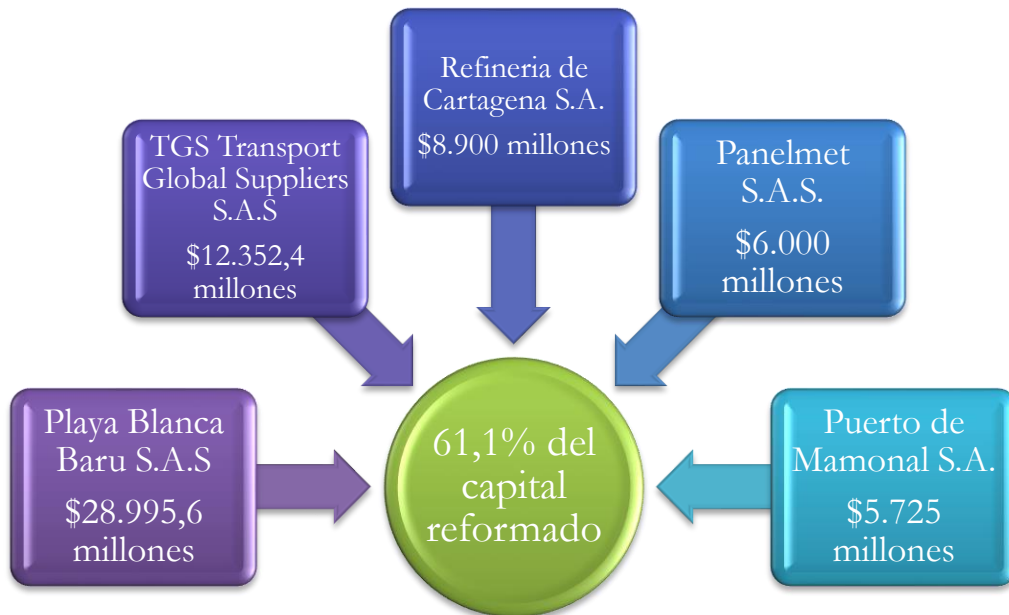 Playa Blanca
Baru S.A.S
$28.995,6
millones
TGS Transport
Global Suppliers
S.A.S
$12.352,4
millones
Refineria de
Cartagena S.A.
$8.900 millones
Panelmet
S.A.S.
$6.000
millones
Puerto de
Mamonal S.A.
$5.725
millones
61,1% del
capital
reformado